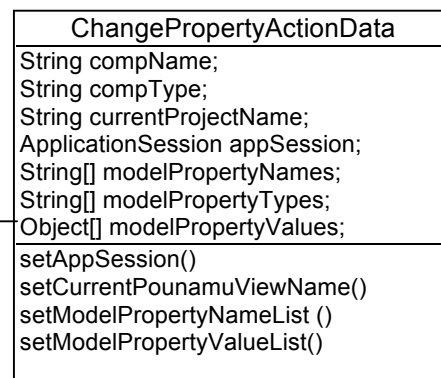 ChangePropertyActionData
String compName;
String compType;
String currentProjectName;
ApplicationSession appSession;
String[] modelPropertyNames;
String[] modelPropertyTypes;
Object[] modelPropertyValues;
setAppSession()
setCurrentPounamuViewName()
setModelPropertyNameList ()
setModelPropertyValueList()